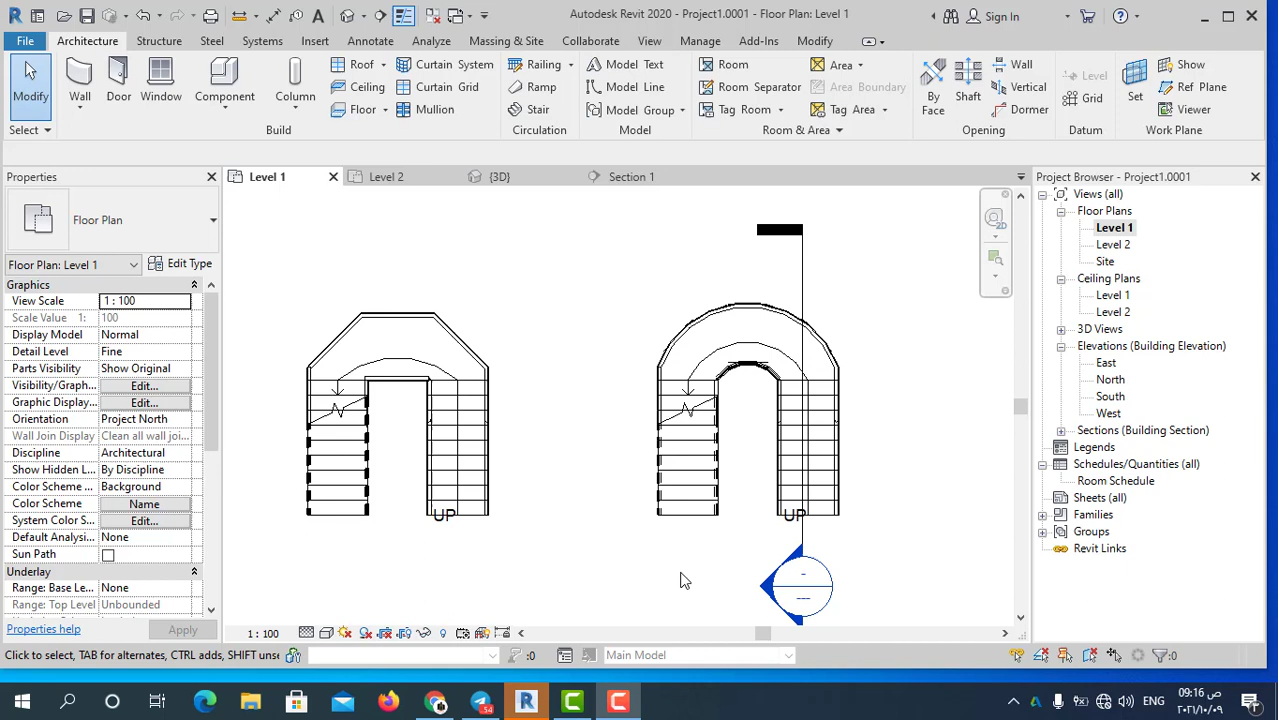 Autodesk Revit 2020 - Project1.0001 - Floor Plan: Level 1
Sign In
File
Architecture
Structure
Steel
Systems
Insert
Annotate
Analyze
Massing & Site
Collaborate
View
Manage
Add-Ins
Modify
Modify
Wall
Door
Window
Component
Column
Roof
Ceiling
Floor
Curtain System
Curtain Grid
Mullion
Railing
Ramp
Stair
Model Text
Model Line
Model Group
Room
Room Separator
Tag Room
Area
Area Boundary
Tag Area
By Face
Shaft
Wall
Vertical
Dormer
Level
Grid
Set
Show
Ref Plane
Viewer
Select
Build
Circulation
Model
Room & Area
Opening
Datum
Work Plane
Properties
Level 1
Level 2
{3D}
Section 1
Project Browser - Project1.0001
Floor Plan
Floor Plan: Level 1
Edit Type
Graphics
View Scale 1 : 100
Scale Value 1: 100
Display Model Normal
Detail Level Fine
Parts Visibility Show Original
Visibility/Graph... Edit...
Graphic Display... Edit...
Orientation Project North
Wall Join Display Clean all wall joi...
Discipline Architectural
Show Hidden L... By Discipline
Color Scheme ... Background
Color Scheme Name
System Color S... Edit...
Default Analysi... None
Sun Path
Underlay
Range: Base Le... None
Range: Top Level Unbounded
Properties help
Apply
2D
UP
UP
Views (all)
Floor Plans
Level 1
Level 2
Site
Ceiling Plans
Level 1
Level 2
3D Views
Elevations (Building Elevation)
East
North
South
West
Sections (Building Section)
Legends
Schedules/Quantities (all)
Room Schedule
Sheets (all)
Families
Groups
Revit Links
1 : 100
Click to select, TAB for alternates, CTRL adds, SHIFT unse
:0
Main Model
:0
54
ENG
09:16 ص
٢٠٢١/١٠/٠٩